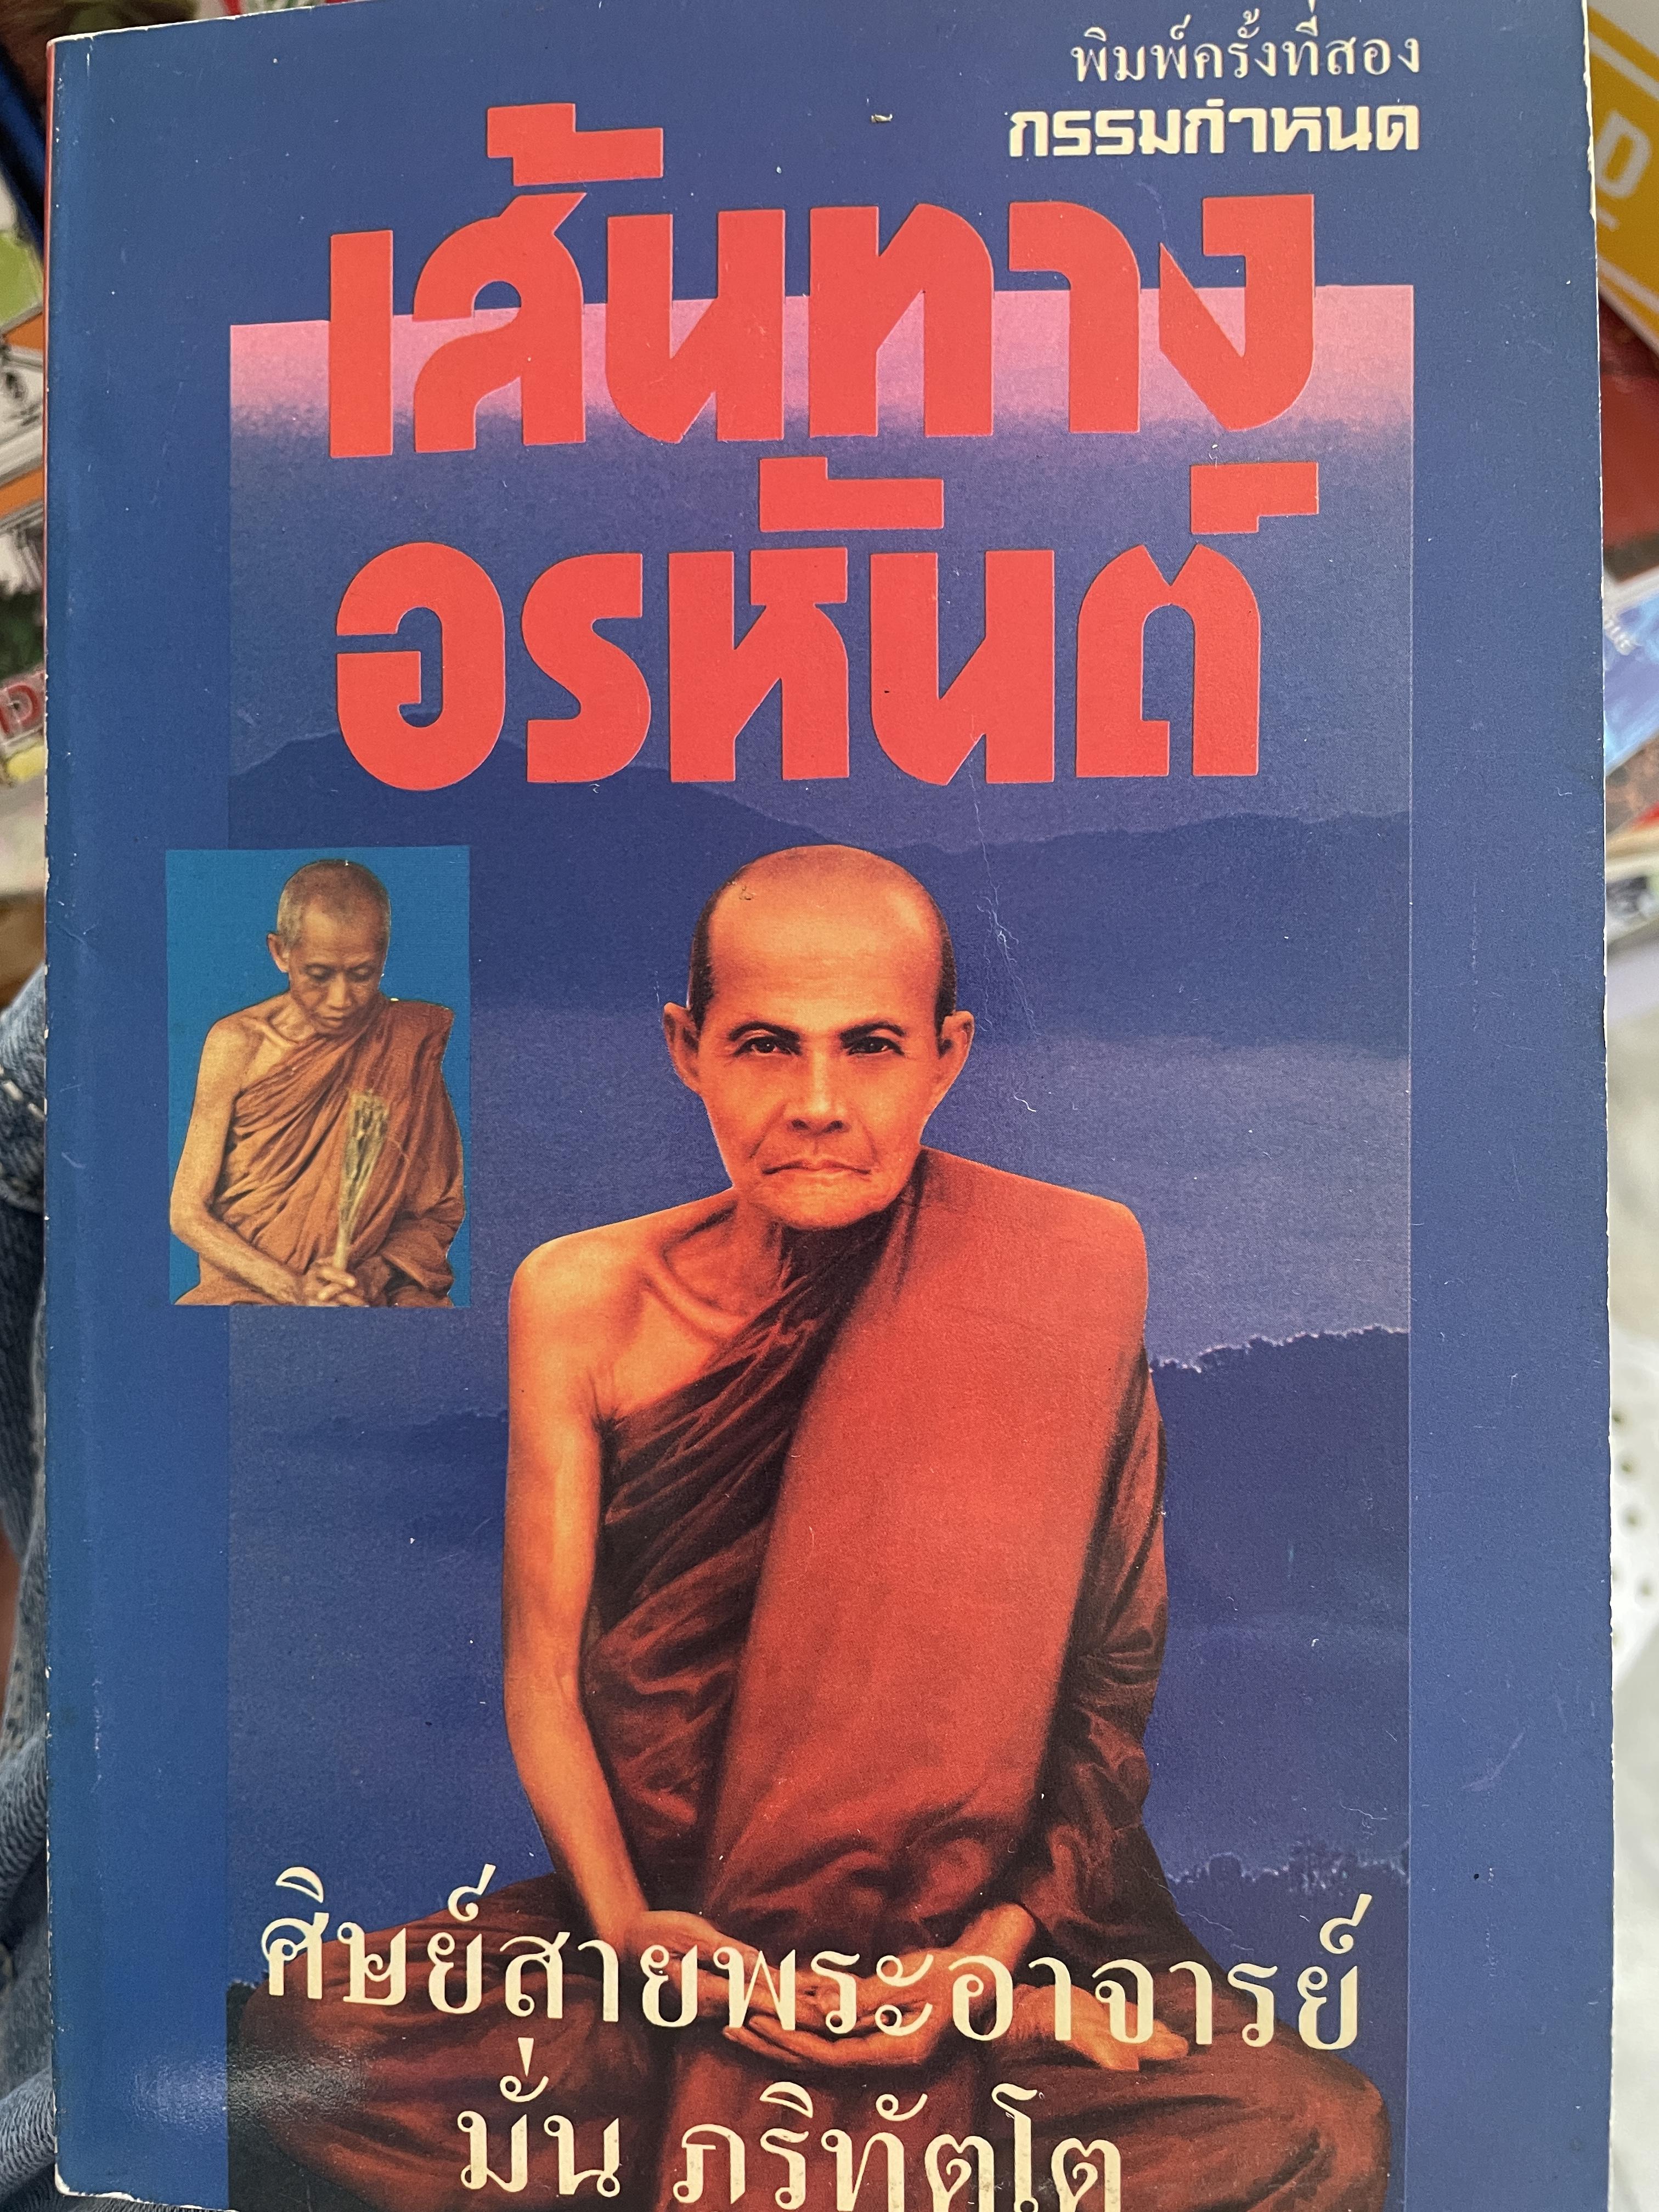 พิมพ์ครั้งที่สอง
กรรมกำหนด
เส้นทาง
อรหันต์
ศิษย์สายพระอาจารย์
มั่น ภริทัตโต